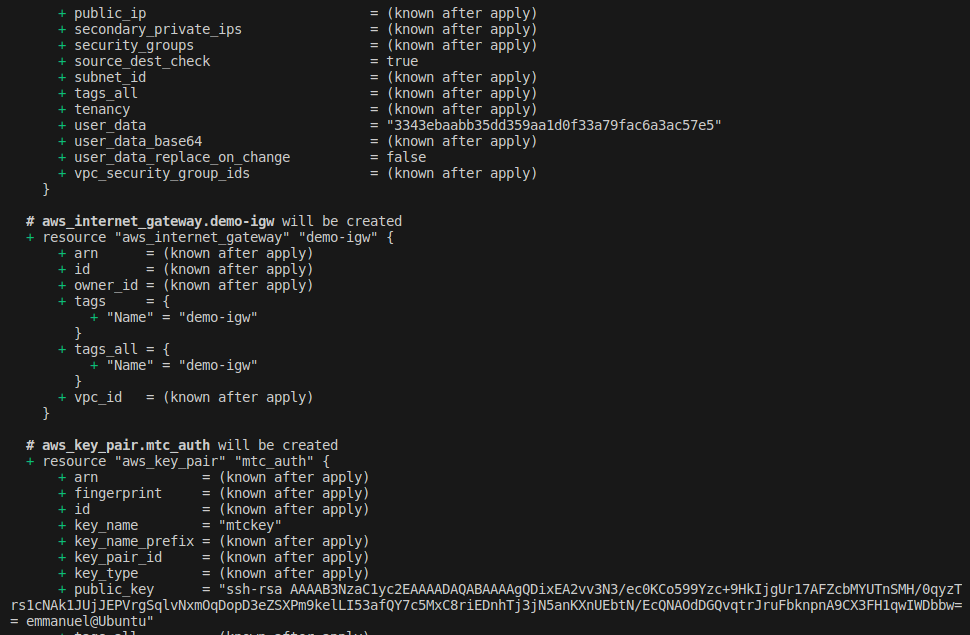 + public_ip = (known after apply)
+ secondary_private_ips = (known after apply)
+ security_groups = (known after apply)
+ source_dest_check = true
+ subnet_id = (known after apply)
+ tags_all = (known after apply)
+ tenancy = (known after apply)
+ user_data = "3343ebaabb35dd359aa1d0f33a79fac6a3ac57e5"
+ user_data_base64 = (known after apply)
+ user_data_replace_on_change = false
+ vpc_security_group_ids = (known after apply)
}
# aws_internet_gateway.demo-igw will be created
+ resource "aws_internet_gateway" "demo-igw" {
+ arn = (known after apply)
+ id = (known after apply)
+ owner_id = (known after apply)
+ tags = {
+ "Name" = "demo-igw"
}
+ tags_all = {
+ "Name" = "demo-igw"
}
+ vpc_id = (known after apply)
}
# aws_key_pair.mtc_auth will be created
+ resource "aws_key_pair" "mtc_auth" {
+ arn = (known after apply)
+ fingerprint = (known after apply)
+ id = (known after apply)
+ key_name = "mtckey"
+ key_name_prefix = (known after apply)
+ key_pair_id = (known after apply)
+ key_type = (known after apply)
+ public_key = "ssh-rsa AAAAB3NzaC1yc2EAAAADAQABAAAAgQDixEA2vv3N3/ec0KCo599Yzc+9HkIjgUr17AFZcbMYUTnSMH/0qyzT
rs1cNAk1JUjJEPVrgSqlvNxmOqDopD3eZSXPm9kelLI53afQY7c5MxC8riEDnhTj3jN5anKXnUEbtN/EcQNAOdDGQvqtrJruFbknpnA9CX3FH1qwIWDbbw=
= emmanuel@Ubuntu"